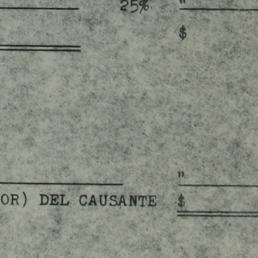 25% "
$
"
OR) DEL CAUSANTE $